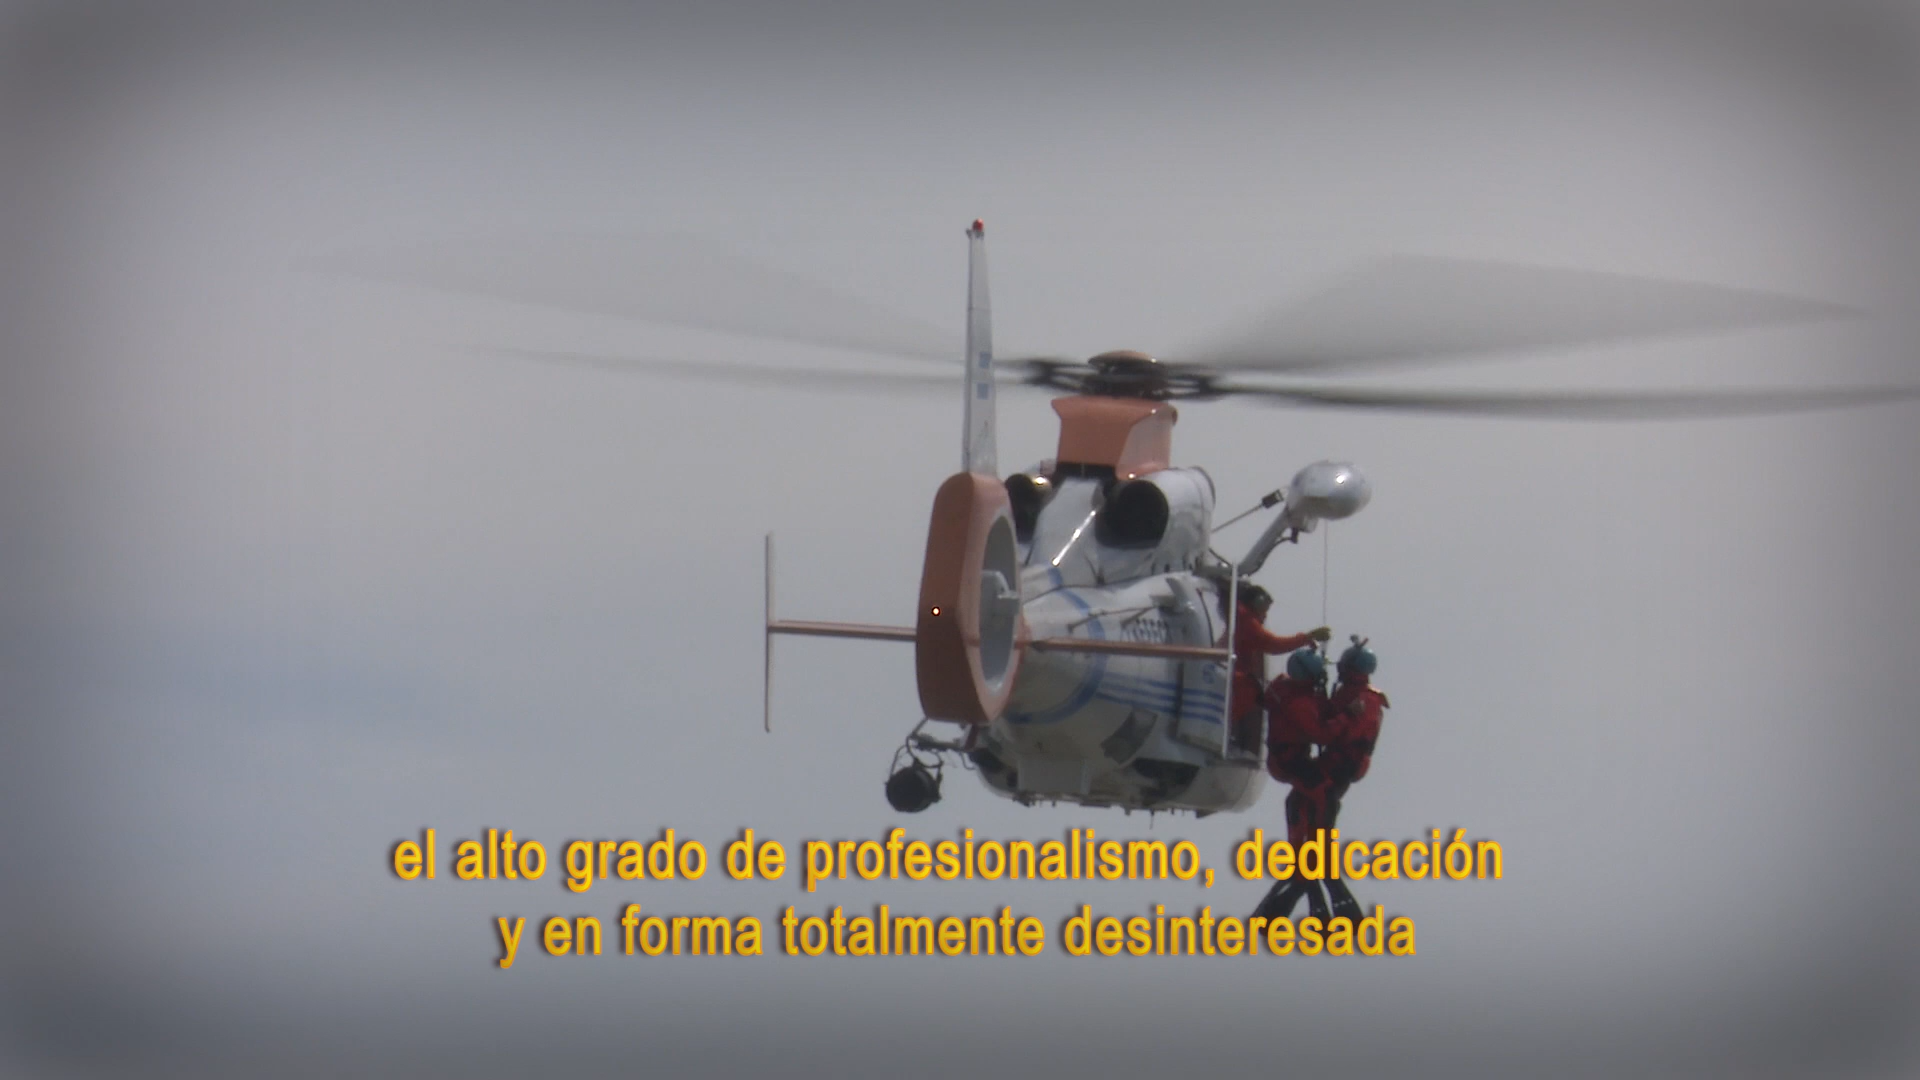 el alto grado de profesionalismo, dedicación
y en forma totalmente desinteresada